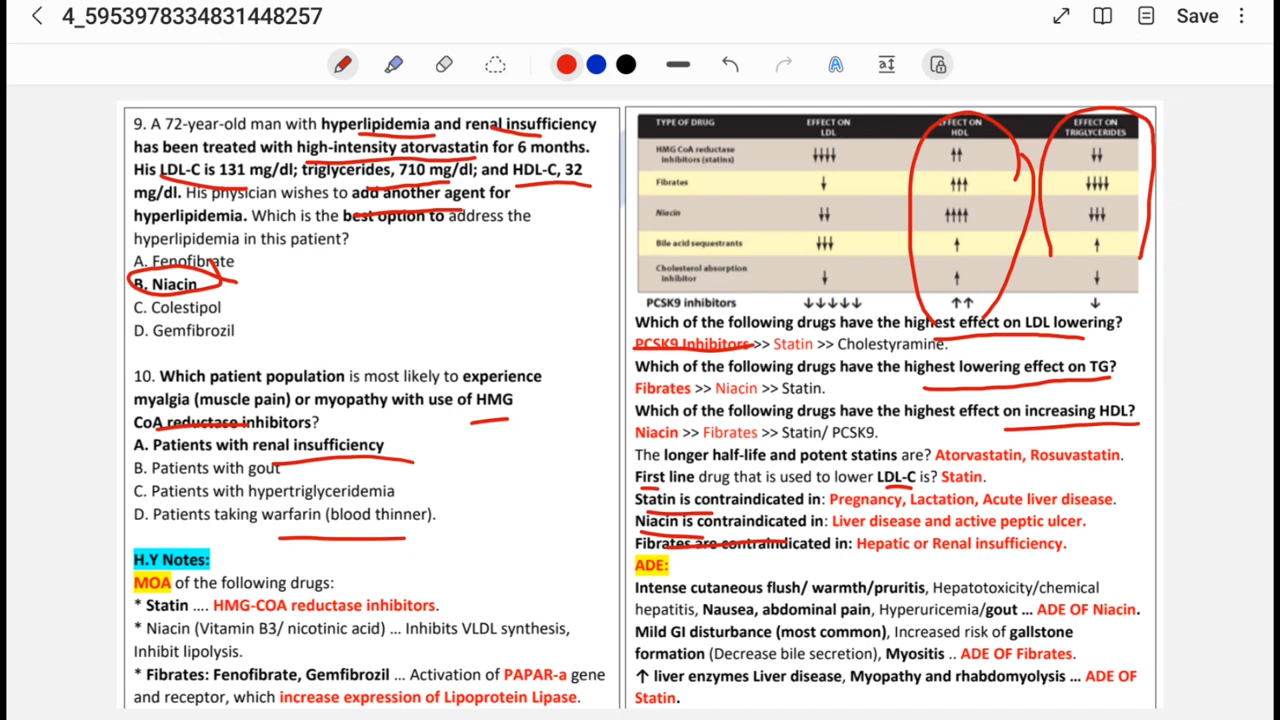 4_5953978334831448257
Save
9. A 72-year-old man with hyperlipidemia and renal insufficiency
has been treated with high-intensity atorvastatin for 6 months.
His LDL-C is 131 mg/dl; triglycerides, 710 mg/dl; and HDL-C, 32
mg/dl. His physician wishes to add another agent for
hyperlipidemia. Which is the best option to address the
hyperlipidemia in this patient?
A. Fenofibrate
B. Niacin
C. Colestipol
D. Gemfibrozil
10. Which patient population is most likely to experience
myalgia (muscle pain) or myopathy with use of HMG
CoA reductase inhibitors?
A. Patients with renal insufficiency
B. Patients with gout
C. Patients with hypertriglyceridemia
D. Patients taking warfarin (blood thinner).
H.Y Notes:
MOA of the following drugs:
* Statin .... HMG-COA reductase inhibitors.
* Niacin (Vitamin B3/ nicotinic acid) ... Inhibits VLDL synthesis,
Inhibit lipolysis.
* Fibrates: Fenofibrate, Gemfibrozil ... Activation of PAPAR-a gene
and receptor, which increase expression of Lipoprotein Lipase.
TYPE OF DRUG EFFECT ON LDL EFFECT ON HDL EFFECT ON TRIGLYCERIDES
HMG CoA reductase inhibitors (statins) ↓↓↓↓ ↑↑ ↓↓
Fibrates ↓ ↑↑↑ ↓↓↓↓
Niacin ↓↓ ↑↑↑↑ ↓↓↓
Bile acid sequestrants ↓↓↓ ↑ ↑
Cholesterol absorption inhibitor ↓ ↑ ↓
PCSK9 inhibitors ↓↓↓↓↓ ↑↑ ↓
Which of the following drugs have the highest effect on LDL lowering?
PCSK9 Inhibitors >> Statin >> Cholestyramine.
Which of the following drugs have the highest lowering effect on TG?
Fibrates >> Niacin >> Statin.
Which of the following drugs have the highest effect on increasing HDL?
Niacin >> Fibrates >> Statin/ PCSK9.
The longer half-life and potent statins are? Atorvastatin, Rosuvastatin.
First line drug that is used to lower LDL-C is? Statin.
Statin is contraindicated in: Pregnancy, Lactation, Acute liver disease.
Niacin is contraindicated in: Liver disease and active peptic ulcer.
Fibrates are contraindicated in: Hepatic or Renal insufficiency.
ADE:
Intense cutaneous flush/ warmth/pruritis, Hepatotoxicity/chemical
hepatitis, Nausea, abdominal pain, Hyperuricemia/gout ... ADE OF Niacin.
Mild GI disturbance (most common), Increased risk of gallstone
formation (Decrease bile secretion), Myositis .. ADE OF Fibrates.
↑ liver enzymes Liver disease, Myopathy and rhabdomyolysis ... ADE OF
Statin.